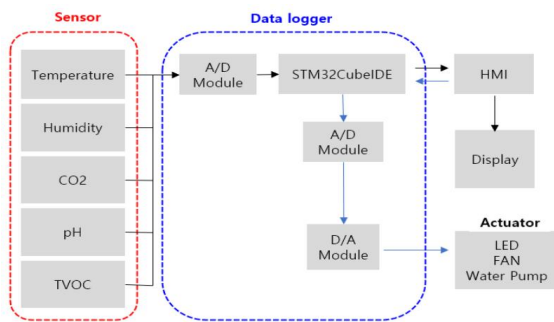 Sensor
Temperature
Humidity
CO2
pH
TVOC
Data logger
A/D
Module
STM32CubeIDE
A/D
Module
D/A
Module
HMI
Display
Actuator
LED
FAN
Water Pump